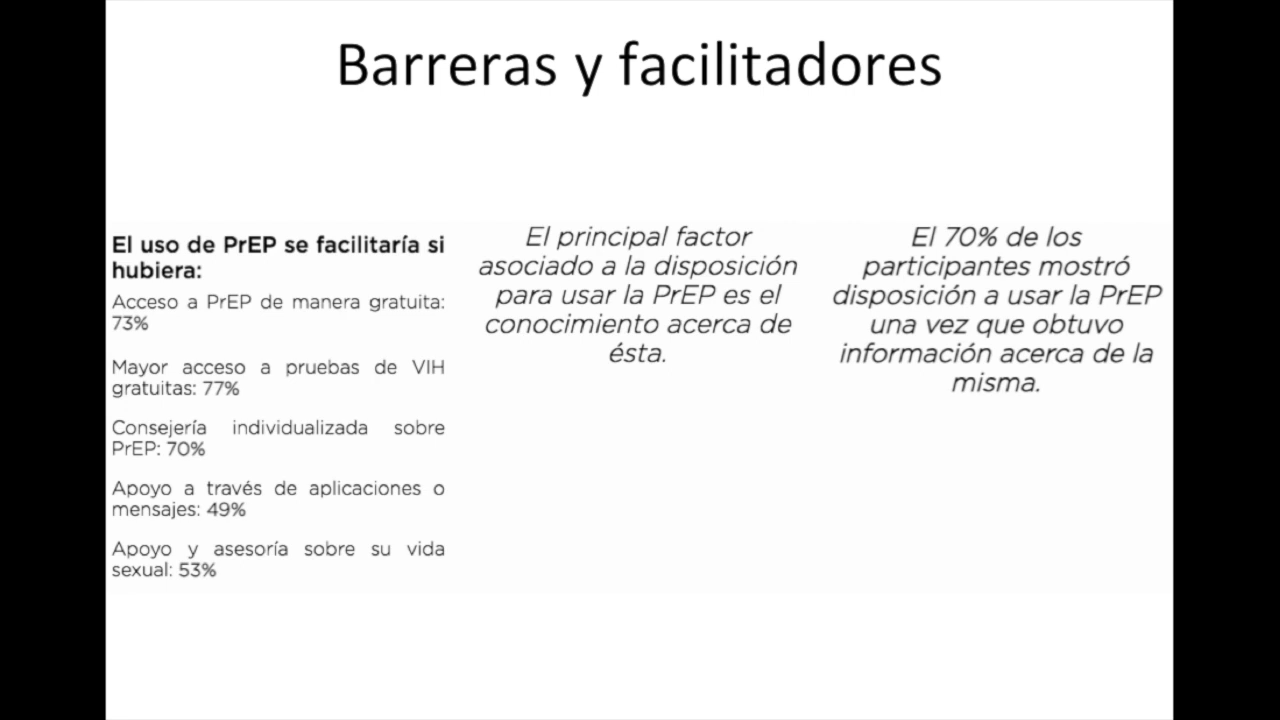 Barreras y facilitadores
El uso de PrEP se facilitaría si
hubiera:
Acceso a PrEP de manera gratuita:
73%
Mayor acceso a pruebas de VIH
gratuitas: 77%
Consejería individualizada sobre
PrEP: 70%
Apoyo a través de aplicaciones o
mensajes: 49%
Apoyo y asesoría sobre su vida
sexual: 53%
El principal factor
asociado a la disposición
para usar la PrEP es el
conocimiento acerca de
ésta.
El 70% de los
participantes mostró
disposición a usar la PrEP
una vez que obtuvo
información acerca de la
misma.